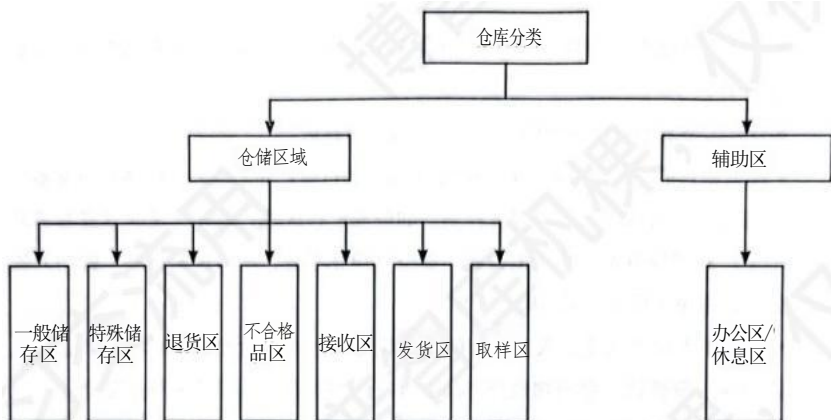 仓库分类
仓储区域
辅助区
一般储
存区
特殊储
存区
退货区
不合格
品区
接收区
发货区
取样区
办公区/
休息区